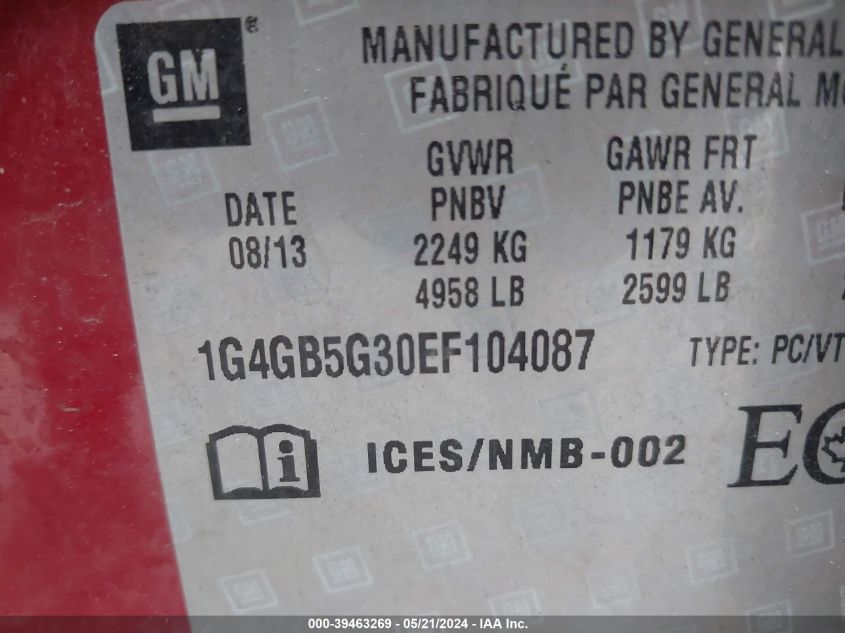 GM®
MANUFACTURED BY GENERAL
FABRIQUÉ PAR GENERAL
DATE
08/13
GVWR
PNBV
2249 KG
4958 LB
GAWR FRT
PNBE AV.
1179 KG
2599 LB
1G4GB5G30EF104087
TYPE: PC/VT
i
ICES/NMB-002
000-39463269 - 05/21/2024 - IAA Inc.